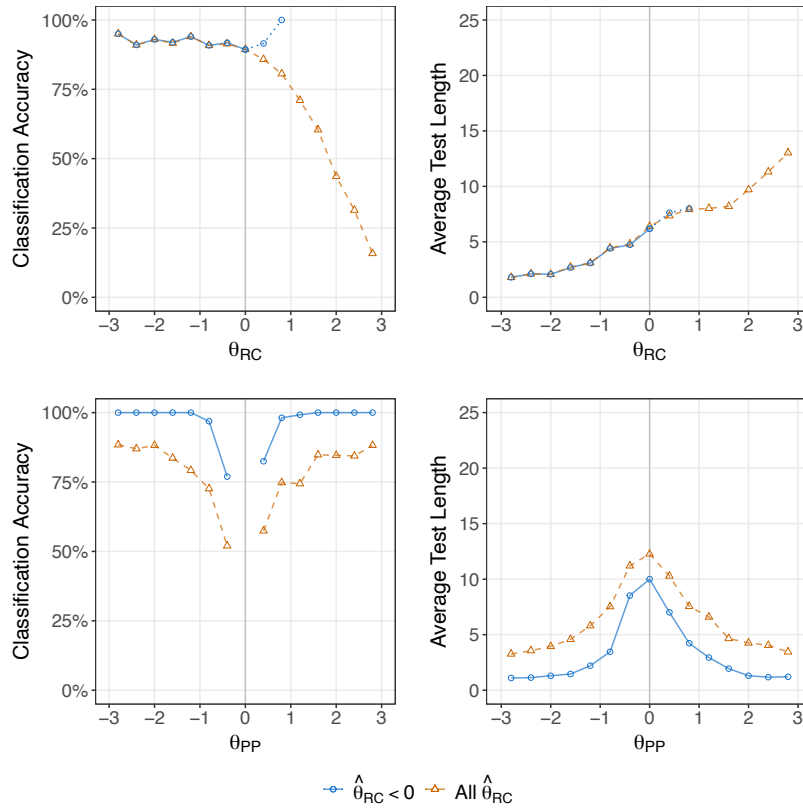 Classification Accuracy
100%
75%
50%
25%
0%
−3 −2 −1 0 1 2 3
θRC
Average Test Length
25
20
15
10
5
0
−3 −2 −1 0 1 2 3
θRC
Classification Accuracy
100%
75%
50%
25%
0%
−3 −2 −1 0 1 2 3
θPP
Average Test Length
25
20
15
10
5
0
−3 −2 −1 0 1 2 3
θPP
θ̂RC < 0 All θ̂RC